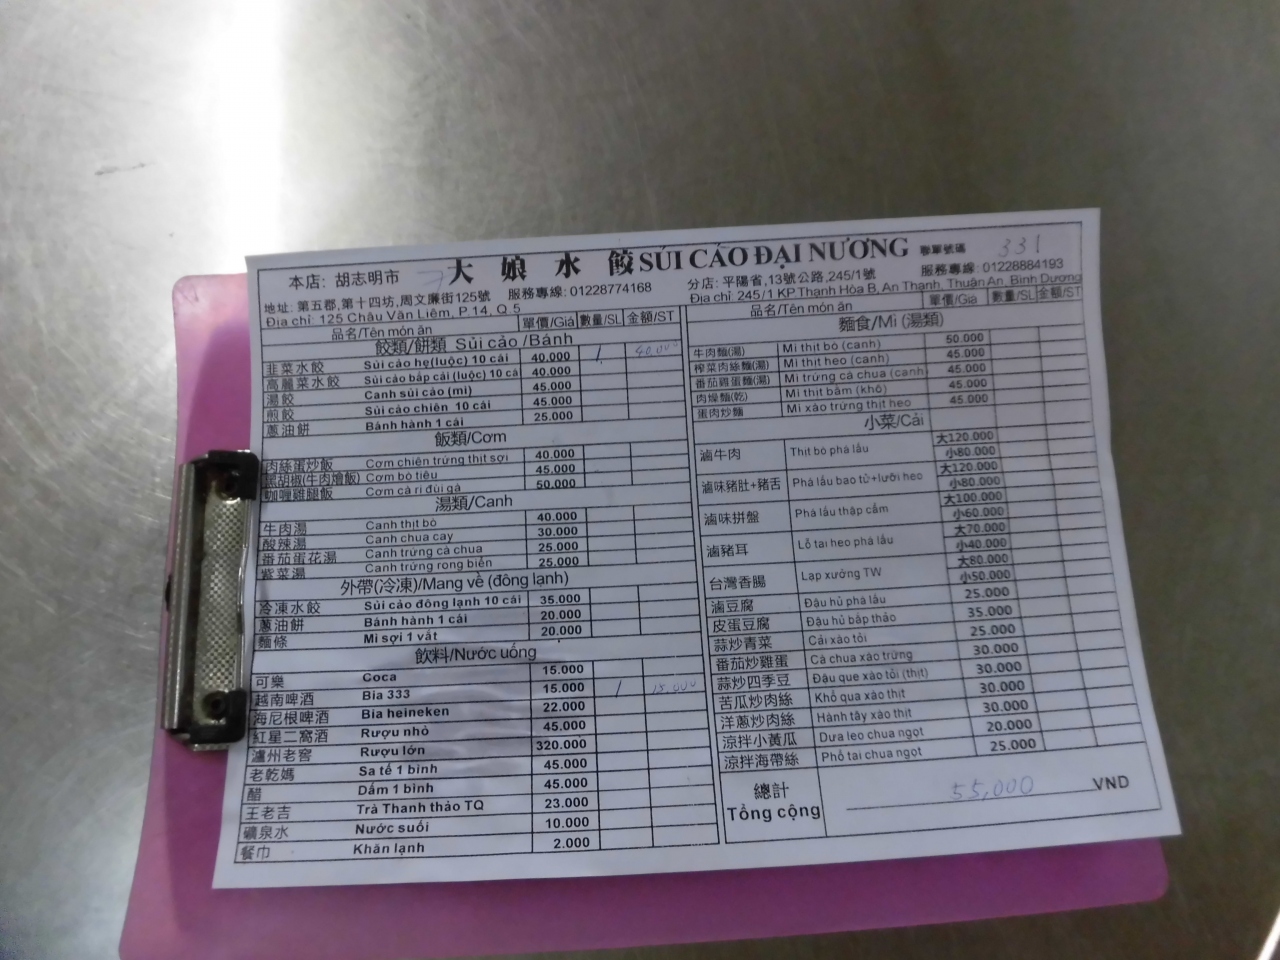 大娘水餃 SỦI CẢO ĐẠI NƯƠNG
聯單號碼 331
本店: 胡志明市 7
地址: 第五郡,第十四坊,周文廉街125號 服務專線: 01228774168
Địa chỉ: 125 Châu Văn Liêm, P 14, Q 5
服務專線: 01228884193
分店: 平陽省,13號公路,245/1號
Địa chỉ: 245/1 KP Thạnh Hòa B, An Thạnh, Thuận An, Bình Dương
品名/Tên món ăn 單價/Giá 數量/SL 金額/ST
餃類/餅類 Sủi cảo /Bánh
韭菜水餃 Sủi cảo hẹ(luộc) 10 cái 40.000 1 40.000
高麗菜水餃 Sủi cảo bắp cải (luộc) 10 cá 40.000
湯餃 Canh sủi cảo (mì) 45.000
煎餃 Sủi cảo chiên 10 cái 45.000
蔥油餅 Bánh hành 1 cái 25.000
飯類/Cơm
肉絲蛋炒飯 Cơm chiên trứng thịt sợi 40.000
黑胡椒(牛肉燴飯) Cơm bò tiêu 45.000
咖喱雞腿飯 Cơm cà ri đùi gà 50.000
湯類/Canh
牛肉湯 Canh thịt bò 40.000
酸辣湯 Canh chua cay 30.000
番茄蛋花湯 Canh trứng cà chua 25.000
紫菜湯 Canh trứng rong biển 25.000
外帶(冷凍)/Mang về (đông lạnh)
冷凍水餃 Sủi cảo đông lạnh 10 cái 35.000
蔥油餅 Bánh hành 1 cái 20.000
麵條 Mì sợi 1 vắt 20.000
飲料/Nước uống
可樂 Coca 15.000
越南啤酒 Bia 333 15.000 1 15.000
海尼根啤酒 Bia heineken 22.000
紅星二窩酒 Rượu nhỏ 45.000
瀘州老窖 Rượu lớn 320.000
老乾媽 Sa tế 1 bình 45.000
醋 Dấm 1 bình 45.000
王老吉 Trà Thanh thảo TQ 23.000
礦泉水 Nước suối 10.000
餐巾 Khăn lạnh 2.000
品名/Tên món ăn 單價/Giá 數量/SL 金額/ST
麵食/Mì (湯類)
牛肉麵(湯) Mì thịt bò (canh) 50.000
榨菜肉絲麵(湯) Mì thịt heo (canh) 45.000
番茄雞蛋麵(湯) Mì trứng cà chua (canh) 45.000
肉燥麵(乾) Mì thịt bằm (khô) 45.000
蛋肉炒麵 Mì xào trứng thịt heo 45.000
小菜/Cải
滷牛肉 Thịt bò phá lấu 大120.000
小80.000
滷味豬肚+豬舌 Phá lấu bao tử+lưỡi heo 大120.000
小80.000
滷味拼盤 Phá lấu thập cẩm 大100.000
小60.000
滷豬耳 Lỗ tai heo phá lấu 大70.000
小40.000
台灣香腸 Lạp xưởng TW 大80.000
小50.000
滷豆腐 Đậu hủ phá lấu 25.000
皮蛋豆腐 Đậu hủ bắp thảo 35.000
蒜炒青菜 Cải xào tỏi 25.000
番茄炒雞蛋 Cà chua xào trứng 30.000
蒜炒四季豆 Đậu que xào tỏi (thịt) 30.000
苦瓜炒肉絲 Khổ qua xào thịt 30.000
洋蔥炒肉絲 Hành tây xào thịt 30.000
涼拌小黃瓜 Dưa leo chua ngọt 20.000
涼拌海帶絲 Phổ tai chua ngọt 25.000
總計
Tổng cộng 55,000 VND